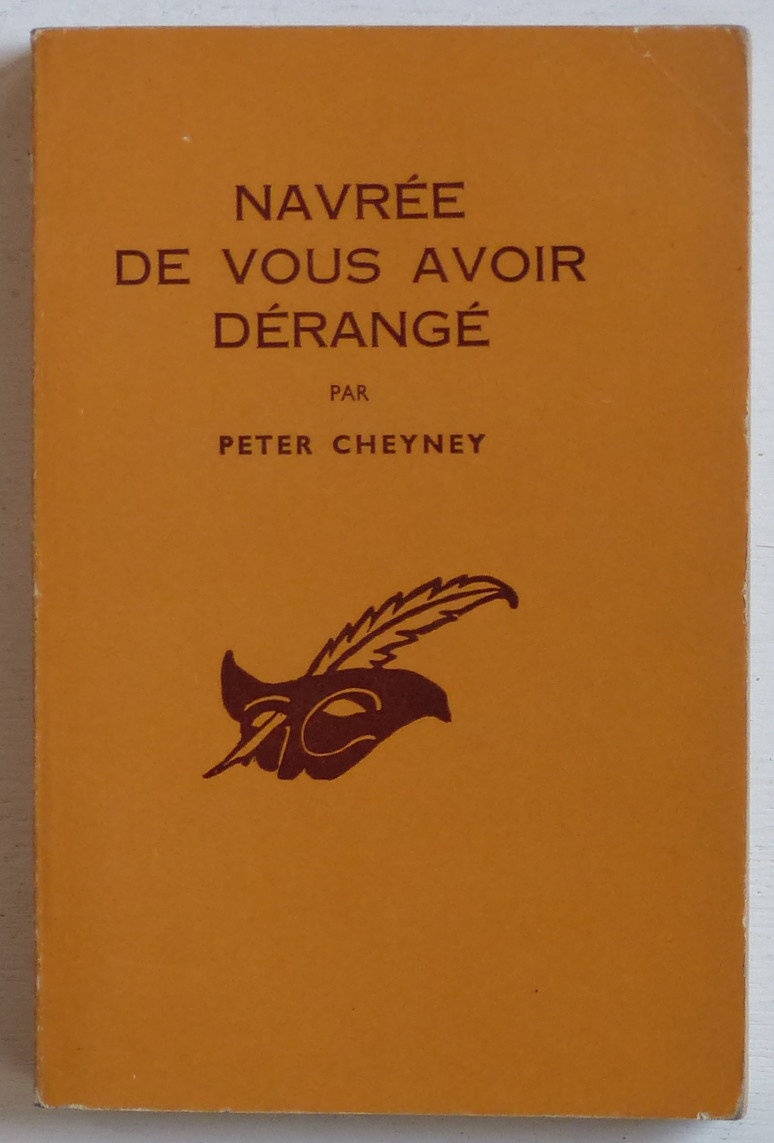 NAVRÉE
DE VOUS AVOIR
DÉRANGÉ
PAR
PETER CHEYNEY